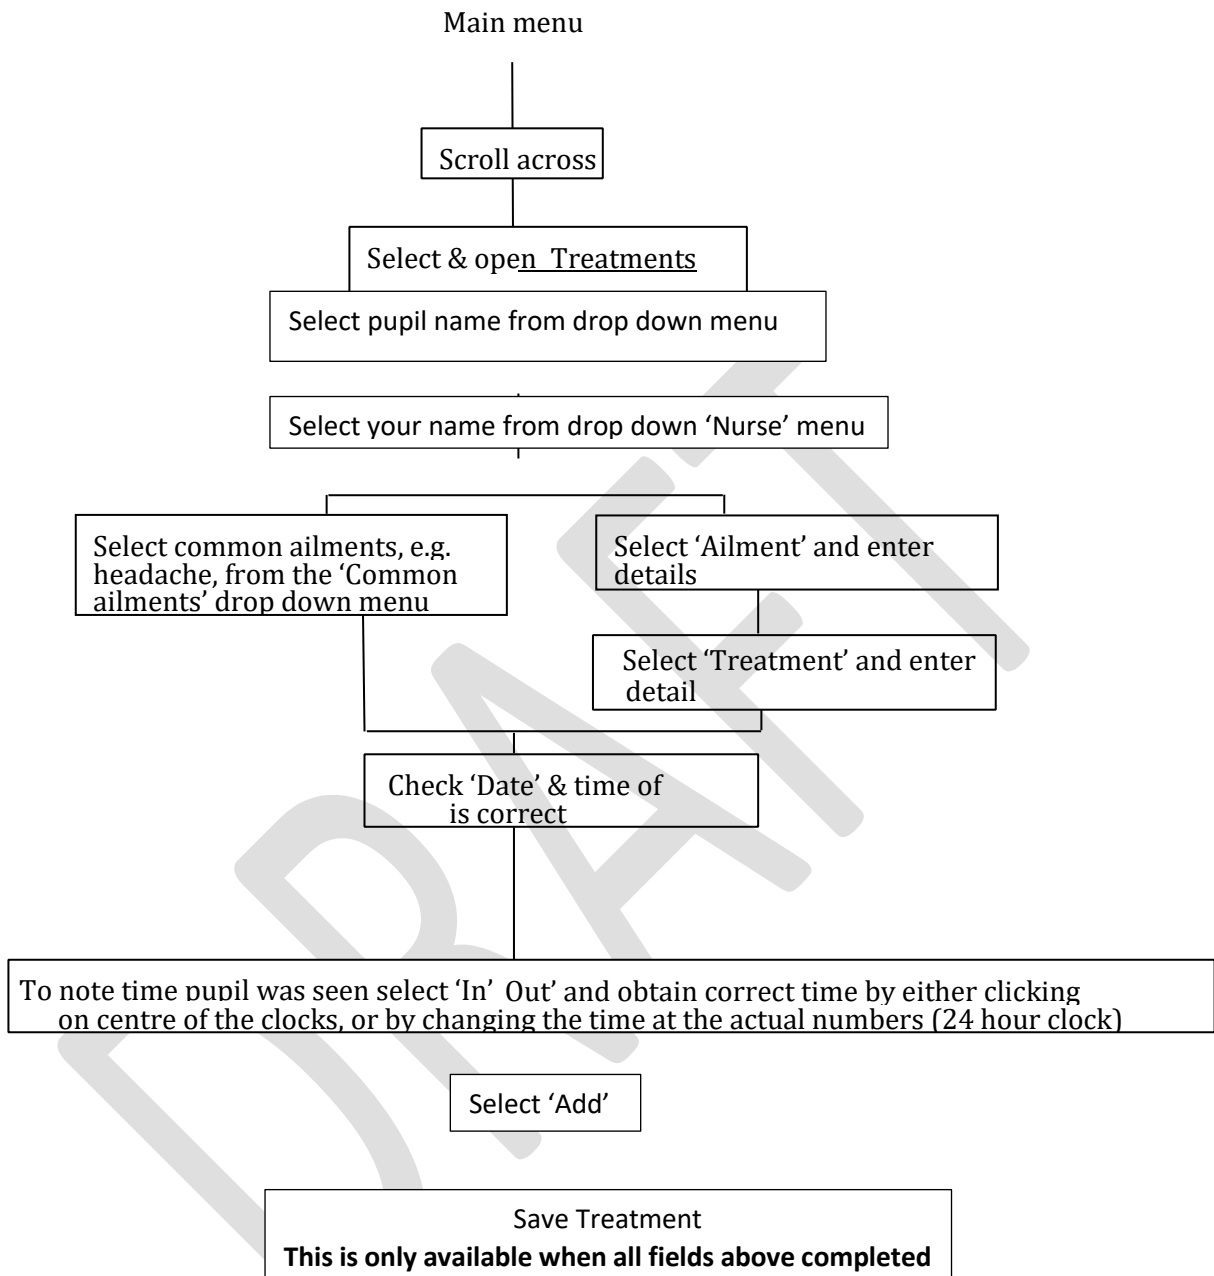 Main menu
Scroll across
Select & open Treatments
Select pupil name from drop down menu
Select your name from drop down ‘Nurse’ menu
Select common ailments, e.g.
headache, from the ‘Common
ailments’ drop down menu
Select ‘Ailment’ and enter
details
Select ‘Treatment’ and enter
detail
Check ‘Date’ & time of
is correct
To note time pupil was seen select ‘In’ Out’ and obtain correct time by either clicking
on centre of the clocks, or by changing the time at the actual numbers (24 hour clock)
Select ‘Add’
Save Treatment
This is only available when all fields above completed
DRAFT